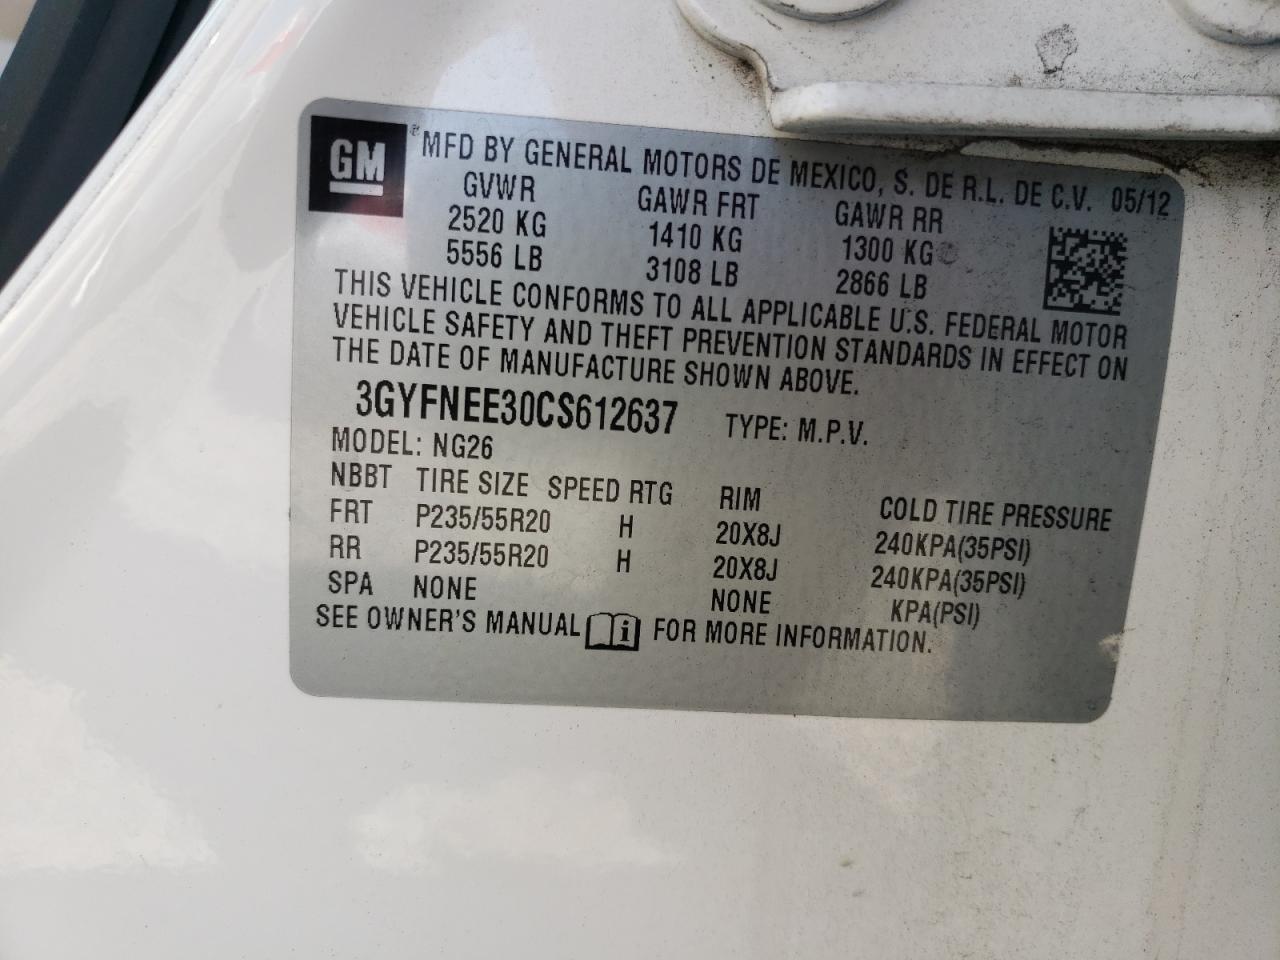 GM
® MFD BY GENERAL MOTORS DE MEXICO, S. DE R.L. DE C.V. 05/12
GVWR GAWR FRT GAWR RR
2520 KG 1410 KG 1300 KG
5556 LB 3108 LB 2866 LB
THIS VEHICLE CONFORMS TO ALL APPLICABLE U.S. FEDERAL MOTOR
VEHICLE SAFETY AND THEFT PREVENTION STANDARDS IN EFFECT ON
THE DATE OF MANUFACTURE SHOWN ABOVE.
3GYFNEE30CS612637 TYPE: M.P.V.
MODEL: NG26
NBBT TIRE SIZE SPEED RTG RIM COLD TIRE PRESSURE
FRT P235/55R20 H 20X8J 240KPA(35PSI)
RR P235/55R20 H 20X8J 240KPA(35PSI)
SPA NONE NONE KPA(PSI)
SEE OWNER'S MANUAL i FOR MORE INFORMATION.